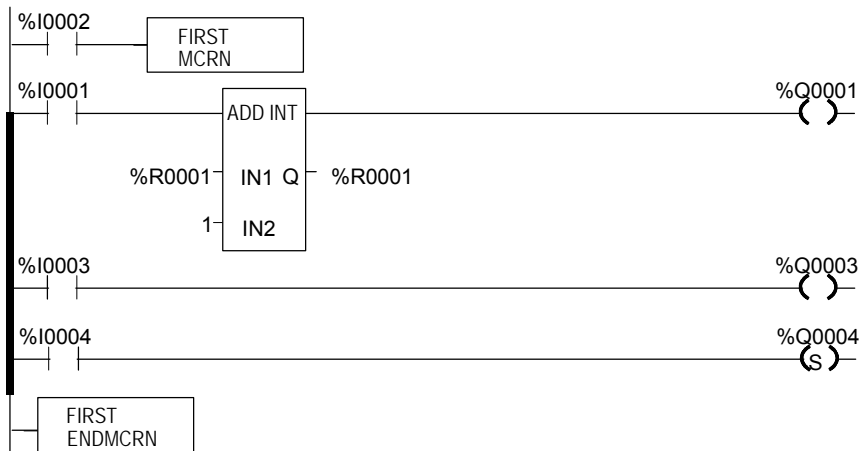 %I0002
FIRST
MCRN
%I0001
%Q0001
ADD INT
%R0001 IN1 Q %R0001
1 IN2
%I0003
%Q0003
%I0004
%Q0004
S
FIRST
ENDMCRN